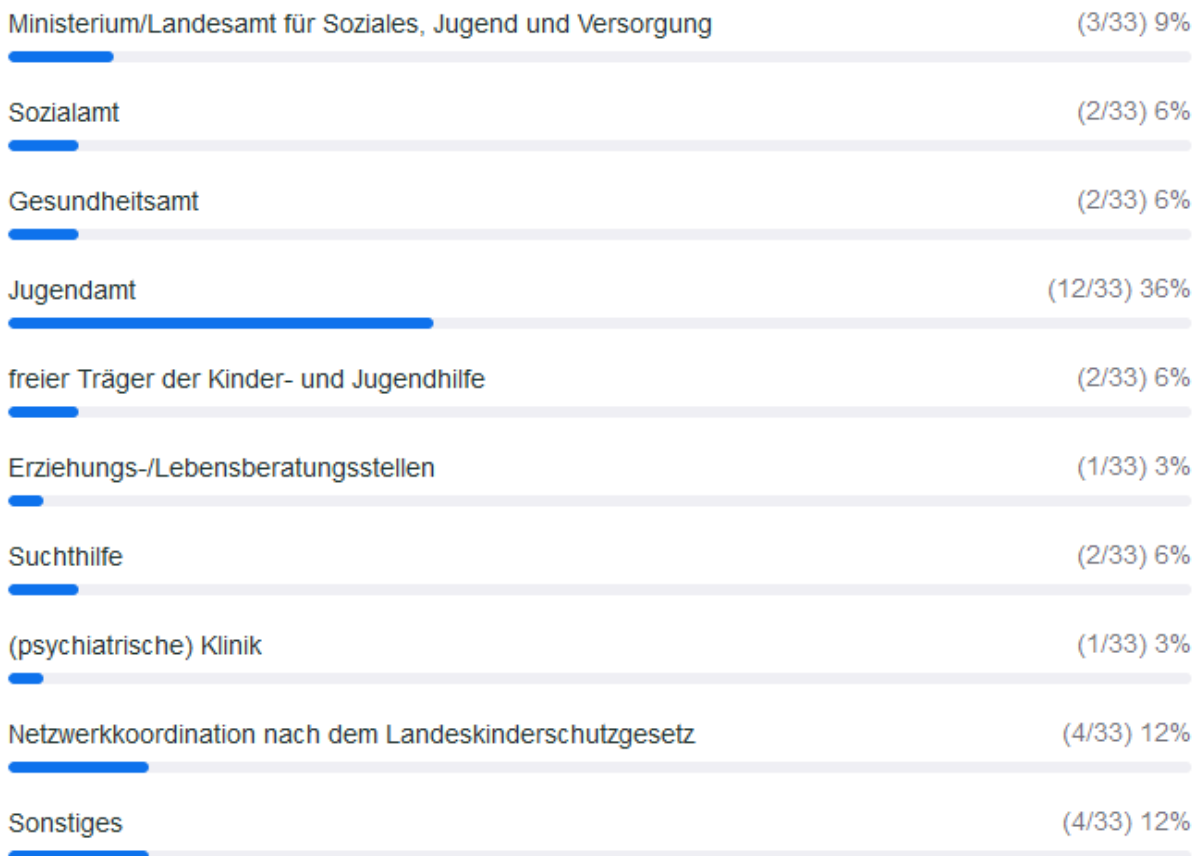 Ministerium/Landesamt für Soziales, Jugend und Versorgung (3/33) 9%
Sozialamt (2/33) 6%
Gesundheitsamt (2/33) 6%
Jugendamt (12/33) 36%
freier Träger der Kinder- und Jugendhilfe (2/33) 6%
Erziehungs-/Lebensberatungsstellen (1/33) 3%
Suchthilfe (2/33) 6%
(psychiatrische) Klinik (1/33) 3%
Netzwerkkoordination nach dem Landeskinderschutzgesetz (4/33) 12%
Sonstiges (4/33) 12%